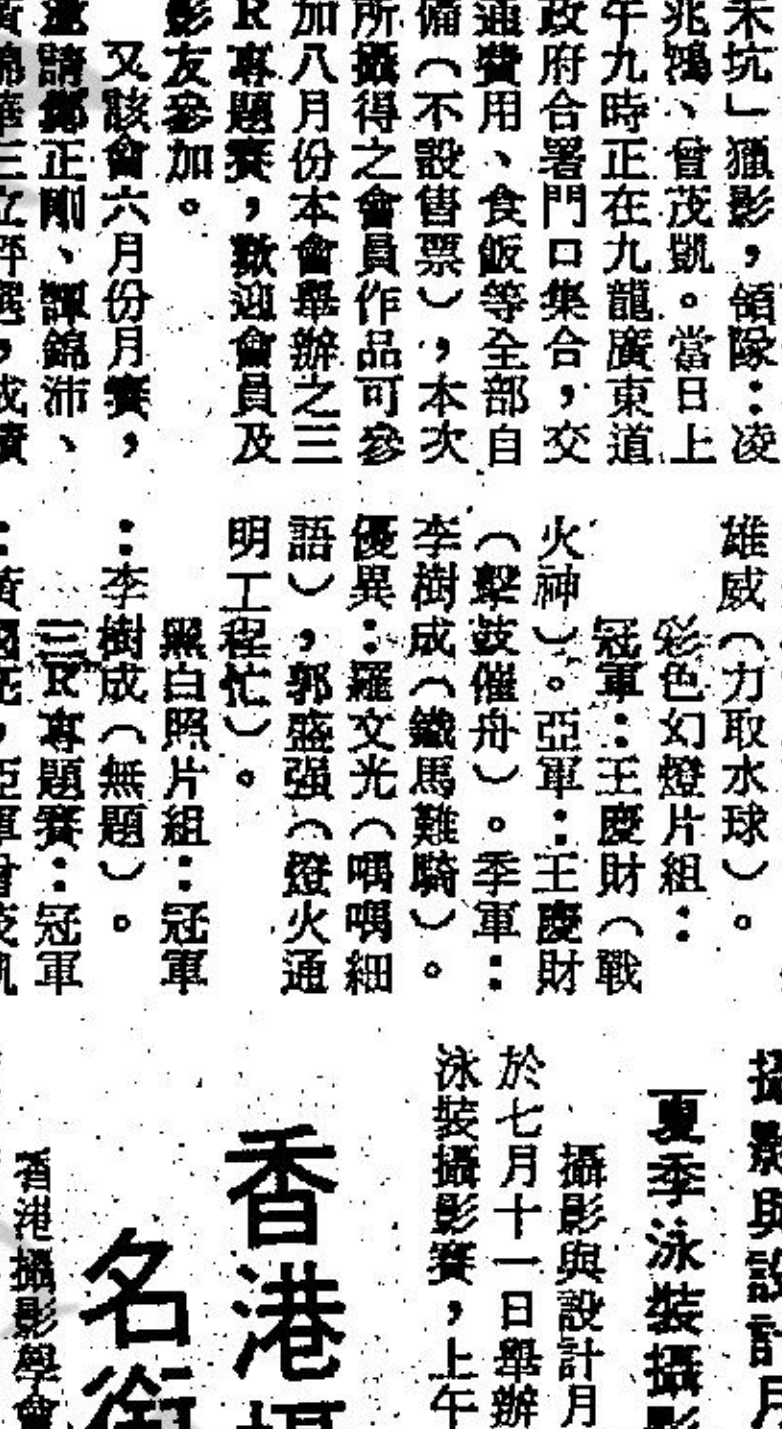 未坑」獵影，領隊：凌
兆鴻、曾茂凱。當日上
午九時正在九龍廣東道
政府合署門口集合，交
通費用、食飯等全部自
備（不設售票），本次
所攝得之會員作品可參
加八月份本會舉辦之三
R專題賽，歡迎會員及
影友參加。
又該會六月份月賽，
請鄭正剛、譚錦沛、
雄威（力取水球）。
彩色幻燈片組：
冠軍：王慶財（戰
火神）。亞軍：王慶財
（擊鼓催舟）。季軍：
李樹成（鐵馬難騎）。
優異：羅文光（喁喁細
語），郭盛强（燈火通
明工程忙）。
黑白照片組：冠軍
：李樹成（無題）。
三R專題賽：冠軍
攝影與設計月
夏季泳裝攝影
攝影與設計月
於七月十一日舉辦
泳裝攝影賽，上午
香港
名銜
香港攝影學會